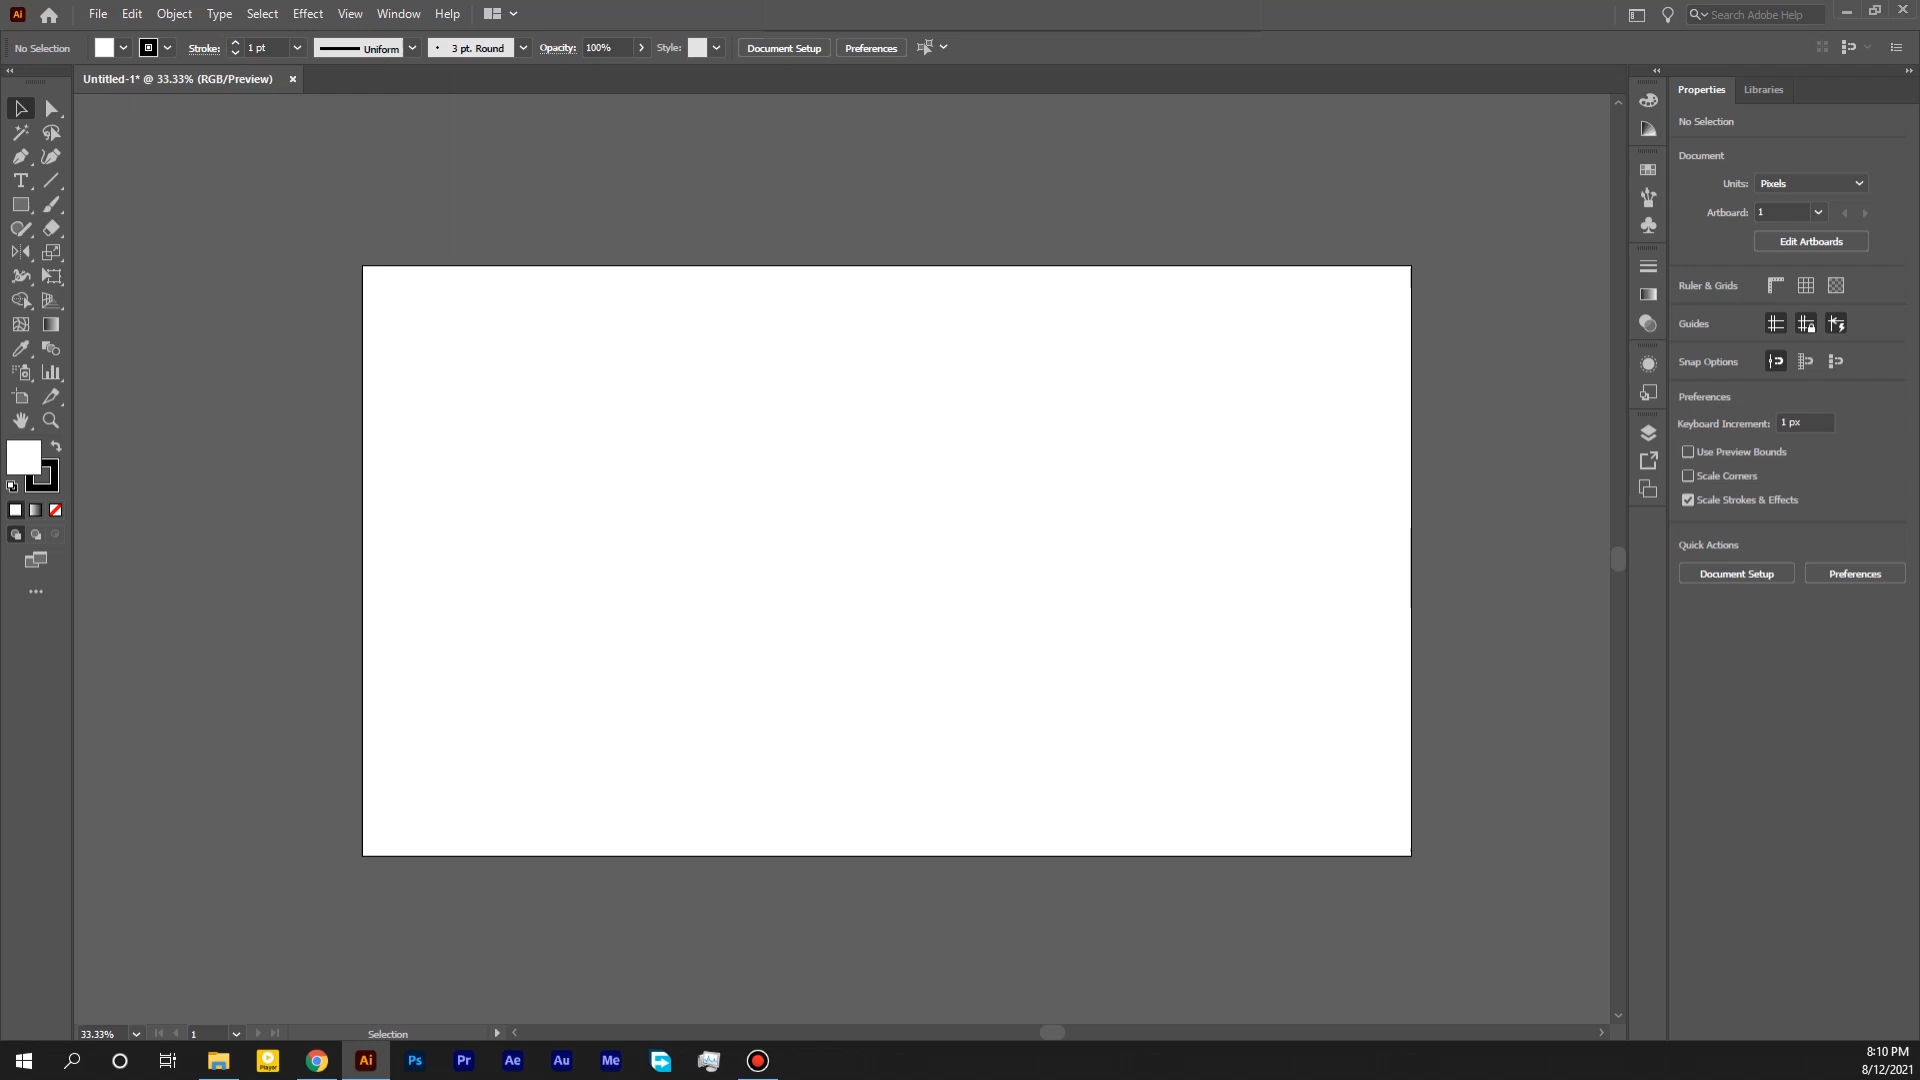 Ai File Edit Object Type Select Effect View Window Help Search Adobe Help
No Selection Stroke: 1 pt Uniform 3 pt. Round Opacity: 100% Style: Document Setup Preferences
Untitled-1* @ 33.33% (RGB/Preview) ×
Properties Libraries
No Selection
Document
Units: Pixels
Artboard: 1
Edit Artboards
Ruler & Grids
Guides
Snap Options
Preferences
Keyboard Increment: 1 px
Use Preview Bounds
Scale Corners
Scale Strokes & Effects
Quick Actions
Document Setup Preferences
33.33% 1 Selection
Player Ai Ps Pr Ae Au Me
8:10 PM
8/12/2021